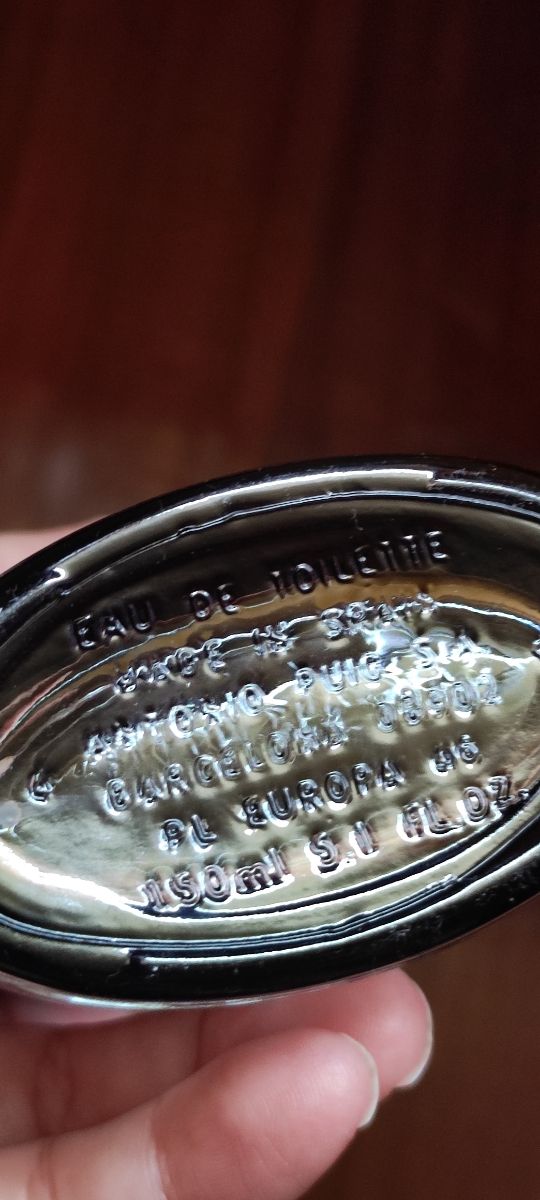 EAU DE TOILETTE
MADE IN SPAIN
ANTONIO PUIG S.A.
BARCELONA 08902
PL EUROPA 46
150ml 5.1 FL.OZ.